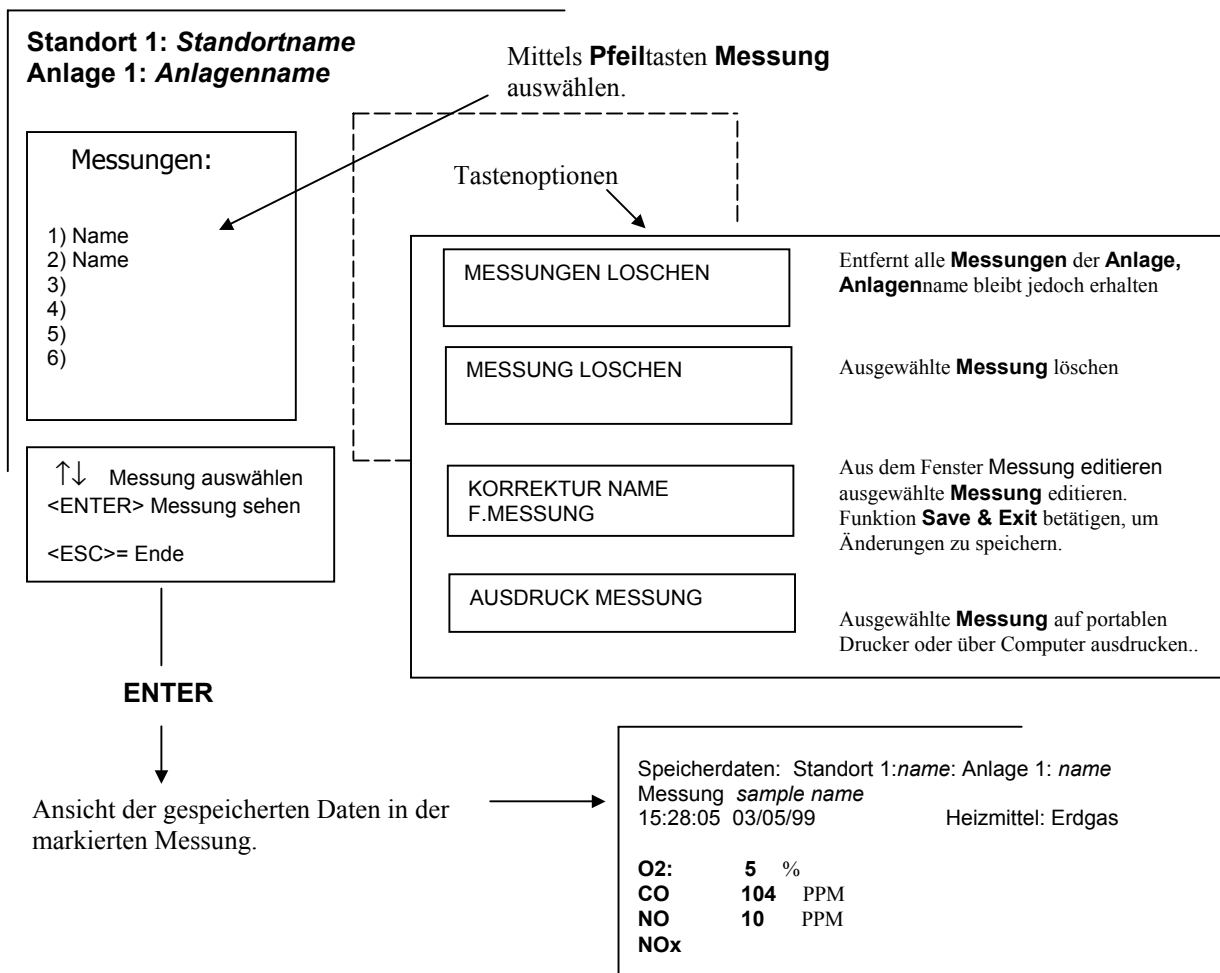 Standort 1: Standortname
Anlage 1: Anlagenname
Mittels Pfeiltasten Messung
auswählen.
Messungen:
1) Name
2) Name
3)
4)
5)
6)
↑↓ Messung auswählen
<ENTER> Messung sehen
<ESC>= Ende
Tastenoptionen
MESSUNGEN LOSCHEN
Entfernt alle Messungen der Anlage,
Anlagenname bleibt jedoch erhalten
MESSUNG LOSCHEN
Ausgewählte Messung löschen
KORREKTUR NAME
F.MESSUNG
Aus dem Fenster Messung editieren
ausgewählte Messung editieren.
Funktion Save & Exit betätigen, um
Änderungen zu speichern.
AUSDRUCK MESSUNG
Ausgewählte Messung auf portablen
Drucker oder über Computer ausdrucken..
ENTER
Ansicht der gespeicherten Daten in der
markierten Messung.
Speicherdaten: Standort 1:name: Anlage 1: name
Messung sample name
15:28:05 03/05/99 Heizmittel: Erdgas
O2: 5 %
CO 104 PPM
NO 10 PPM
NOx